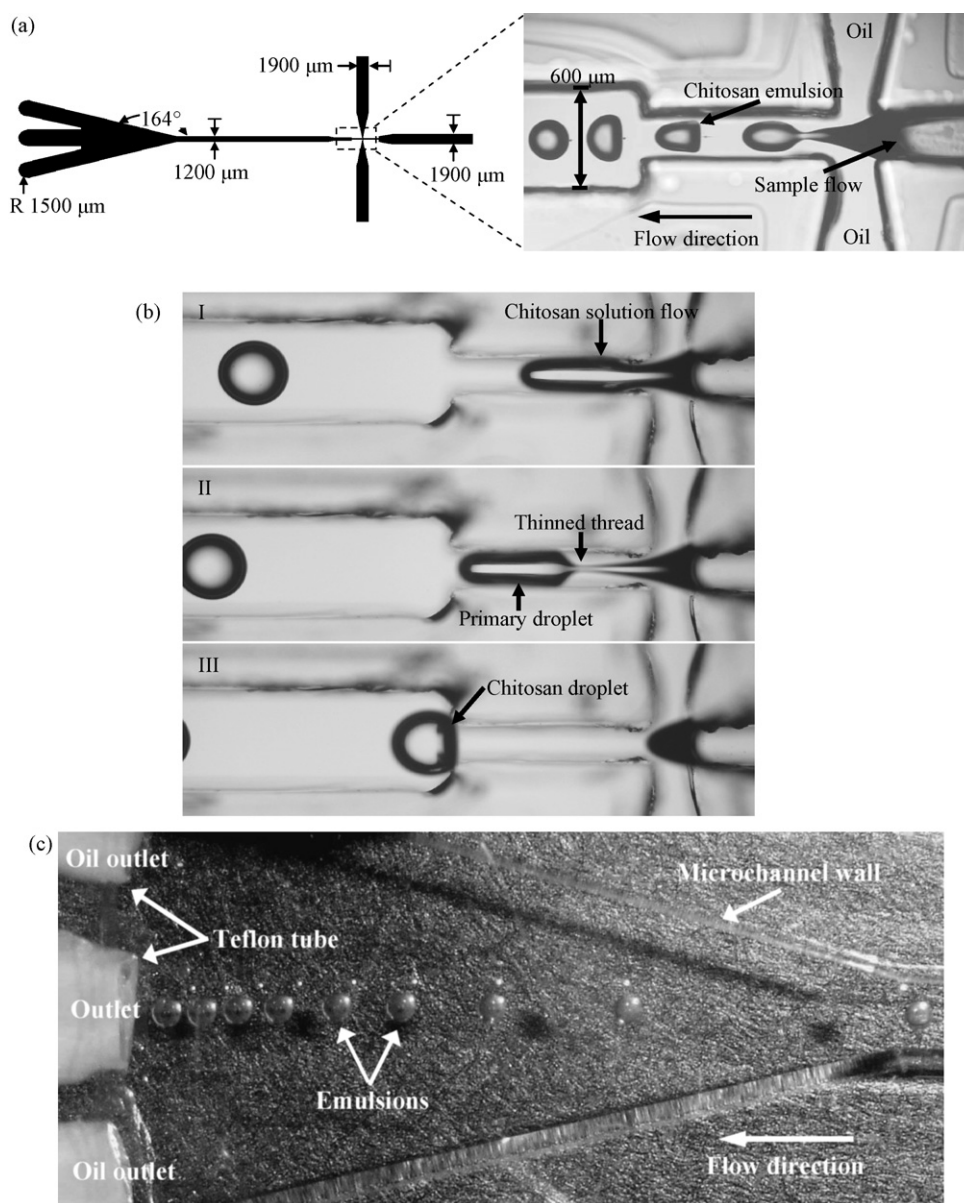 (a)
1900 μm
164°
1200 μm
1900 μm
R 1500 μm
Oil
600 μm
Chitosan emulsion
Sample flow
Flow direction
Oil
(b)
I
Chitosan solution flow
II
Thinned thread
Primary droplet
III
Chitosan droplet
(c)
Oil outlet
Microchannel wall
Teflon tube
Outlet
Emulsions
Oil outlet
Flow direction